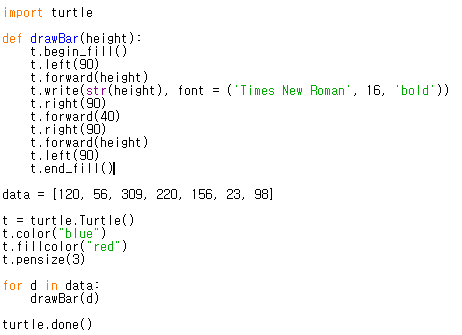 import turtle
def drawBar(height):
    t.begin_fill()
    t.left(90)
    t.forward(height)
    t.write(str(height), font = ('Times New Roman', 16, 'bold'))
    t.right(90)
    t.forward(40)
    t.right(90)
    t.forward(height)
    t.left(90)
    t.end_fill()
data = [120, 56, 309, 220, 156, 23, 98]
t = turtle.Turtle()
t.color("blue")
t.fillcolor("red")
t.pensize(3)
for d in data:
    drawBar(d)
turtle.done()